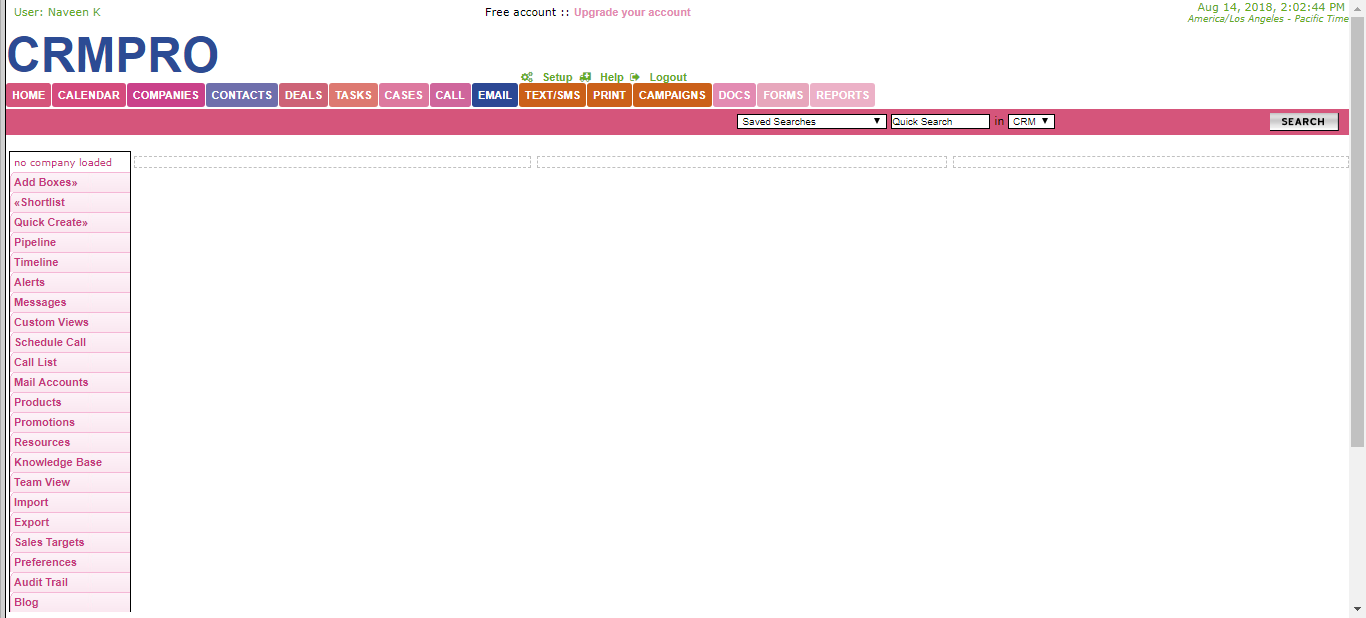 User: Naveen K
Free account :: Upgrade your account
Aug 14, 2018, 2:02:44 PM
America/Los Angeles - Pacific Time
CRMPRO
Setup Help Logout
HOME CALENDAR COMPANIES CONTACTS DEALS TASKS CASES CALL EMAIL TEXT/SMS PRINT CAMPAIGNS DOCS FORMS REPORTS
Saved Searches Quick Search in CRM SEARCH
no company loaded
Add Boxes»
«Shortlist
Quick Create»
Pipeline
Timeline
Alerts
Messages
Custom Views
Schedule Call
Call List
Mail Accounts
Products
Promotions
Resources
Knowledge Base
Team View
Import
Export
Sales Targets
Preferences
Audit Trail
Blog